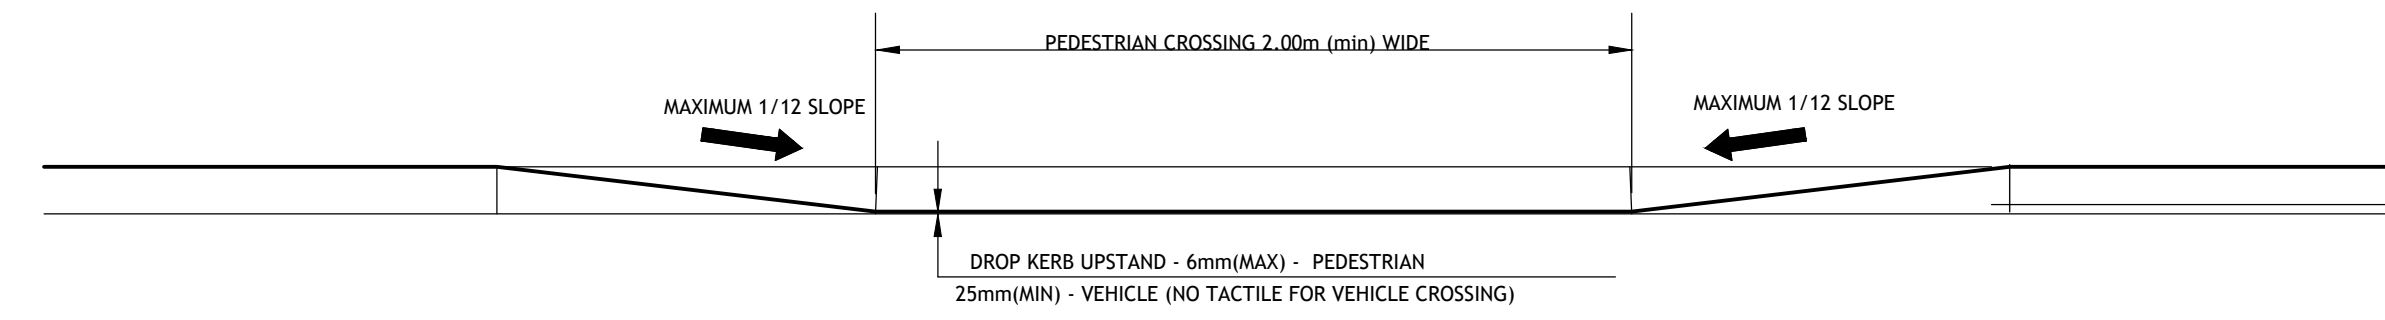 PEDESTRIAN CROSSING 2.00m (min) WIDE
MAXIMUM 1/12 SLOPE
MAXIMUM 1/12 SLOPE
DROP KERB UPSTAND - 6mm(MAX) - PEDESTRIAN
25mm(MIN) - VEHICLE (NO TACTILE FOR VEHICLE CROSSING)